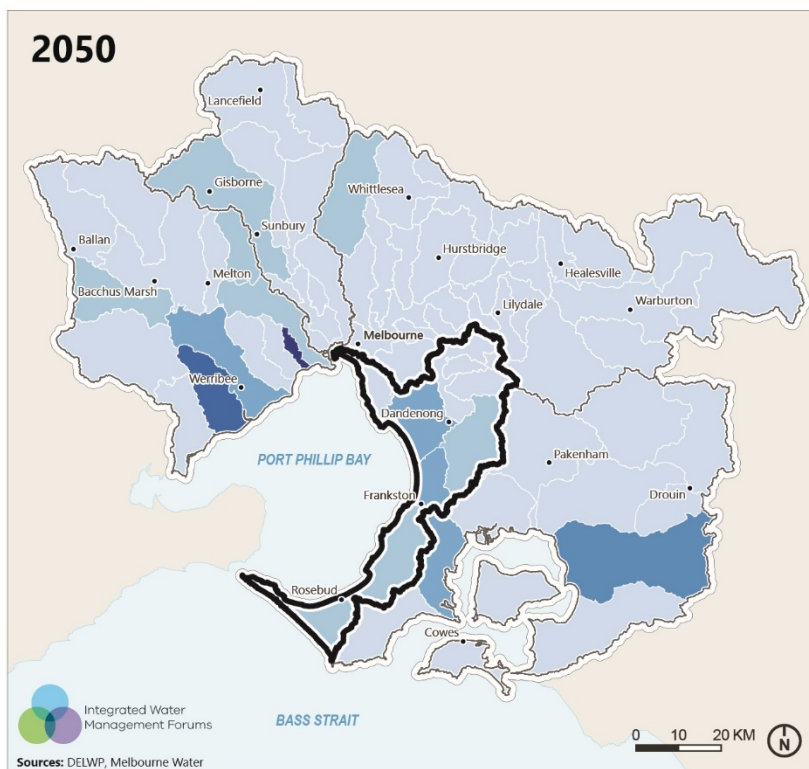 2050
Lancefield
Gisborne
Whittlesea
Sunbury
Ballan
Hurstbridge
Healesville
Melton
Bacchus Marsh
Lilydale
Warburton
Melbourne
Werribee
Dandenong
PORT PHILLIP BAY
Pakenham
Drouin
Frankston
Rosebud
Cowes
Integrated Water
Management Forums
BASS STRAIT
0 10 20 KM
N
Sources: DELWP, Melbourne Water